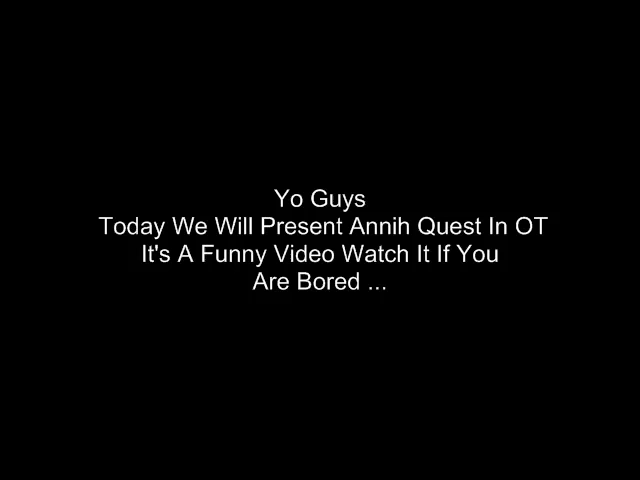 Yo Guys
Today We Will Present Annih Quest In OT
It's A Funny Video Watch It If You
Are Bored ...